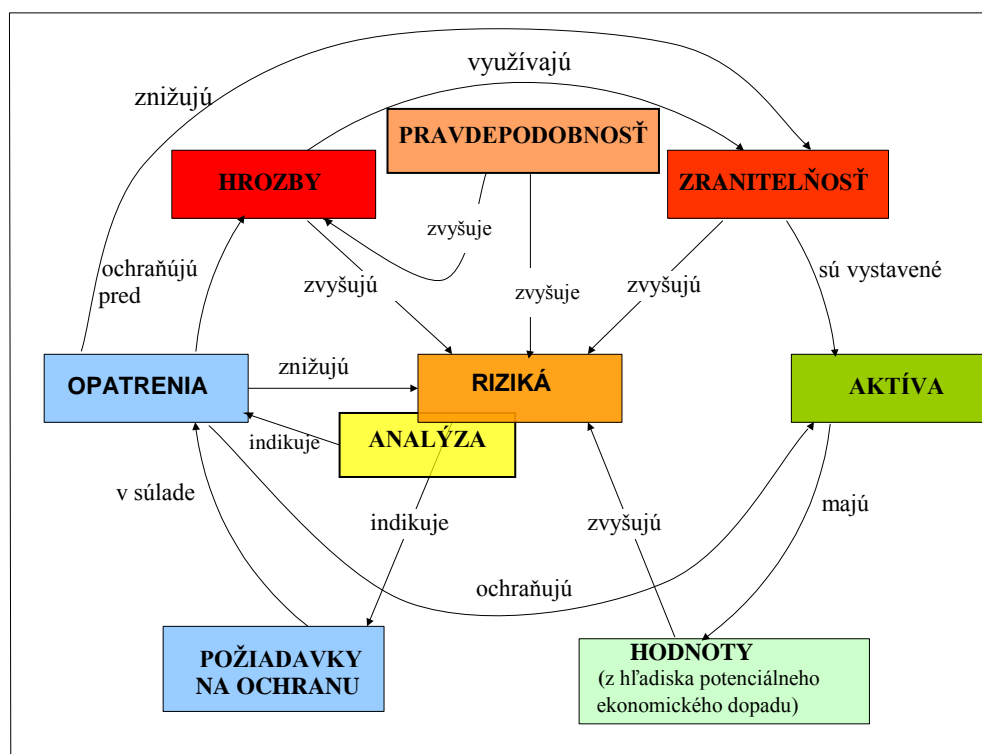 využívajú
znižujú
PRAVDEPODOBNOSŤ
HROZBY
ZRANITEĽŇOSŤ
zvyšuje
ochraňújú
pred
zvyšujú
zvyšuje
zvyšujú
sú vystavené
OPATRENIA
znižujú
RIZIKÁ
AKTÍVA
indikuje
ANALÝZA
v súlade
indikuje
zvyšujú
majú
ochraňujú
POŽIADAVKY
NA OCHRANU
HODNOTY
(z hľadiska potenciálneho
ekonomického dopadu)